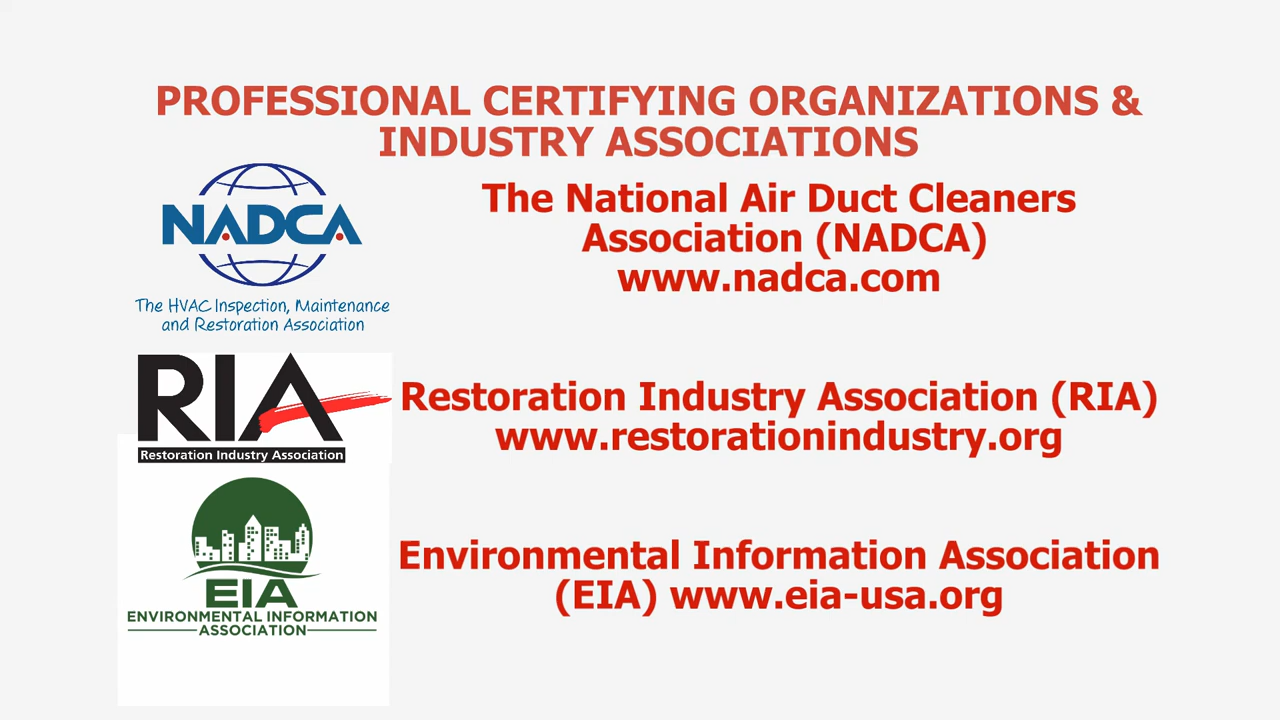 PROFESSIONAL CERTIFYING ORGANIZATIONS &
INDUSTRY ASSOCIATIONS
NADCA
The HVAC Inspection, Maintenance
and Restoration Association
The National Air Duct Cleaners
Association (NADCA)
www.nadca.com
RIA
Restoration Industry Association
Restoration Industry Association (RIA)
www.restorationindustry.org
EIA
ENVIRONMENTAL INFORMATION
ASSOCIATION
Environmental Information Association
(EIA) www.eia-usa.org